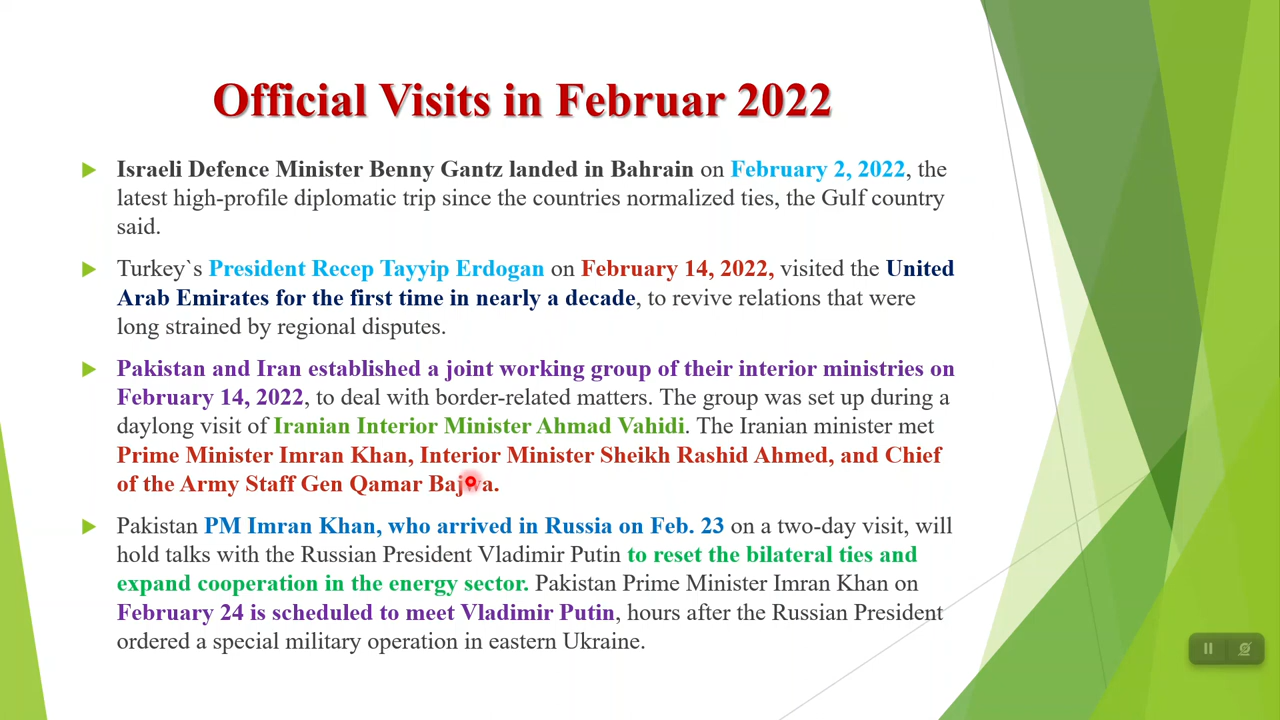 Official Visits in Februar 2022
Israeli Defence Minister Benny Gantz landed in Bahrain on February 2, 2022, the
latest high-profile diplomatic trip since the countries normalized ties, the Gulf country
said.
Turkey`s President Recep Tayyip Erdogan on February 14, 2022, visited the United
Arab Emirates for the first time in nearly a decade, to revive relations that were
long strained by regional disputes.
Pakistan and Iran established a joint working group of their interior ministries on
February 14, 2022, to deal with border-related matters. The group was set up during a
daylong visit of Iranian Interior Minister Ahmad Vahidi. The Iranian minister met
Prime Minister Imran Khan, Interior Minister Sheikh Rashid Ahmed, and Chief
of the Army Staff Gen Qamar Bajwa.
Pakistan PM Imran Khan, who arrived in Russia on Feb. 23 on a two-day visit, will
hold talks with the Russian President Vladimir Putin to reset the bilateral ties and
expand cooperation in the energy sector. Pakistan Prime Minister Imran Khan on
February 24 is scheduled to meet Vladimir Putin, hours after the Russian President
ordered a special military operation in eastern Ukraine.